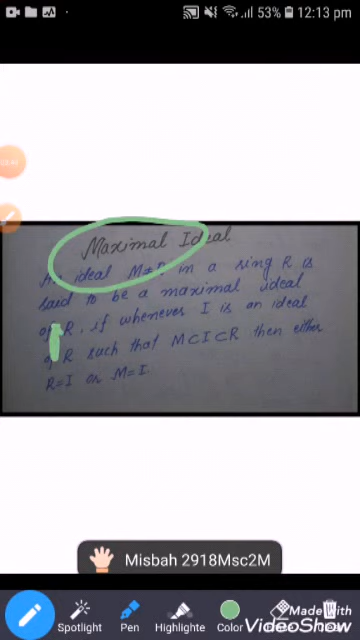 53% 12:13 pm
Maximal Ideal
An ideal M≠R in a ring R is
said to be a maximal ideal
of R, if whenever I is an ideal
of R such that M⊂I⊂R then either
R=I or M=I
Misbah 2918Msc2M
Spotlight Pen Highlighte Color
Made With
VideoShow